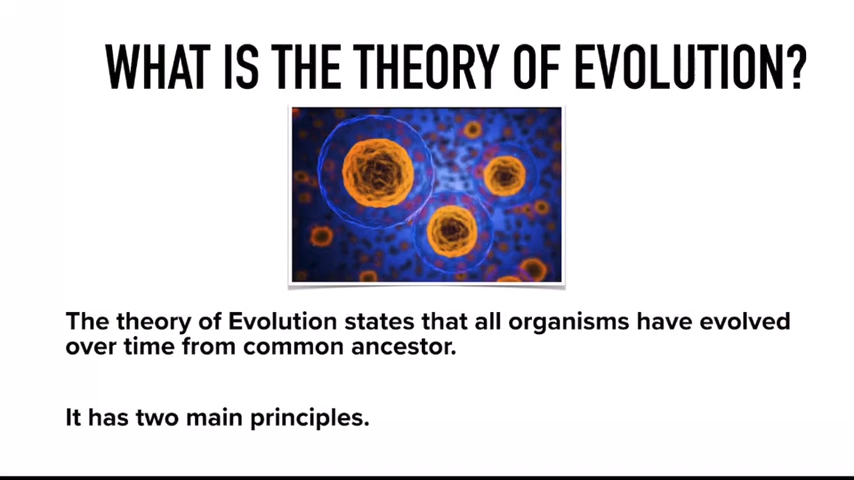 WHAT IS THE THEORY OF EVOLUTION?
The theory of Evolution states that all organisms have evolved
over time from common ancestor.
It has two main principles.